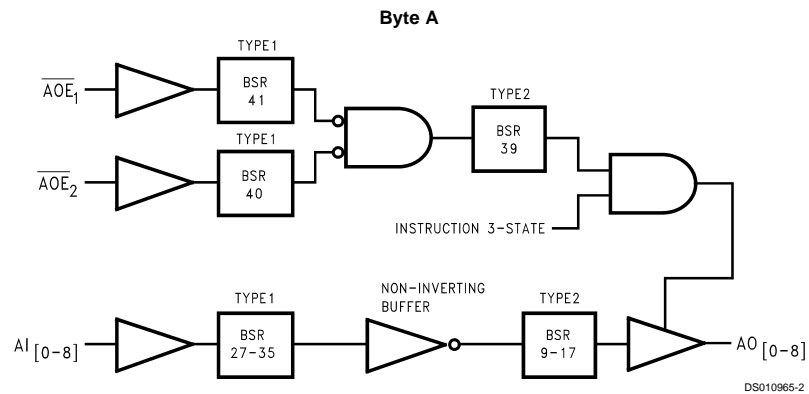 Byte A
TYPE1
AOE1
BSR
41
TYPE2
BSR
39
TYPE1
AOE2
BSR
40
INSTRUCTION 3-STATE
NON-INVERTING
BUFFER
TYPE1
TYPE2
AI[0-8]
BSR
27-35
BSR
9-17
AO[0-8]
DS010965-2